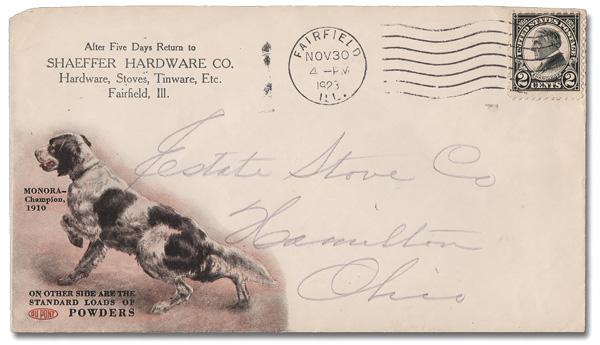 After Five Days Return to
SHAEFFER HARDWARE CO.
Hardware, Stoves, Tinware, Etc.
Fairfield, Ill.
FAIRFIELD
NOV 30
4 - P.M
1923
ILL.
UNITED STATES POSTAGE
2 CENTS 2
Estate Stove Co
Hamilton
Ohio
MONORA—
Champion,
1910
ON OTHER SIDE ARE THE
STANDARD LOADS OF
DU PONT POWDERS